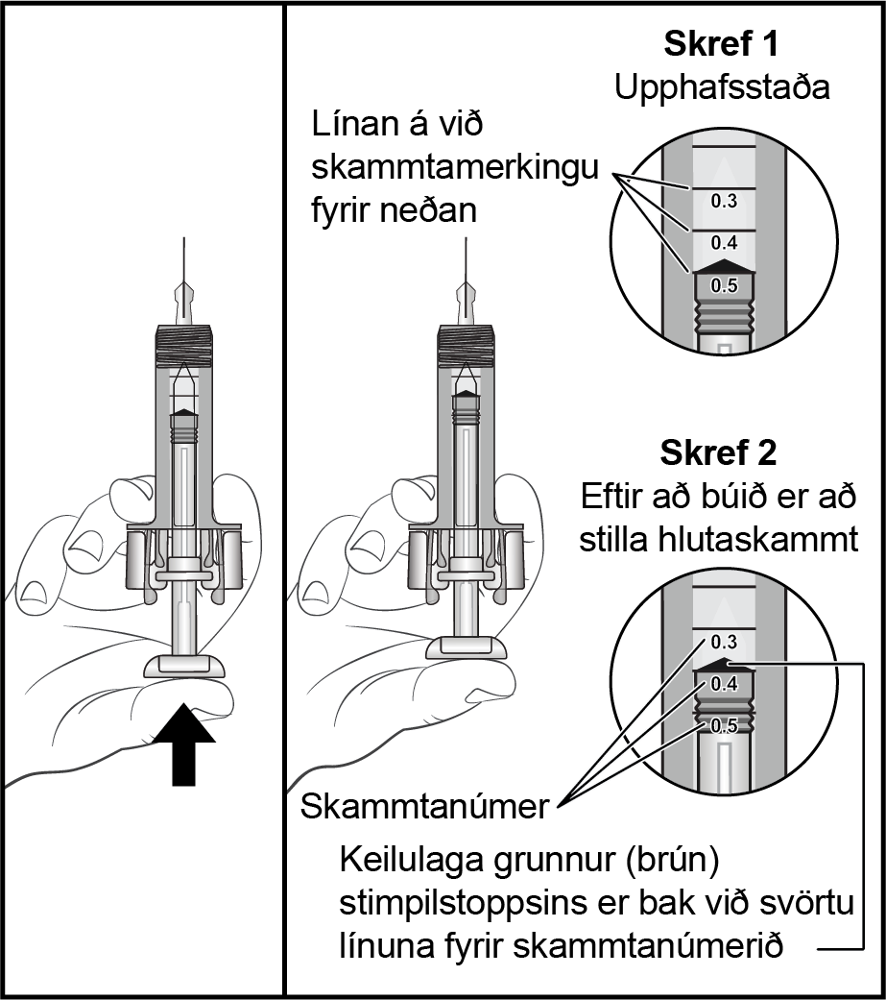 Skref 1
Upphafsstaða
Línan á við
skammtamerkingu
fyrir neðan
0.3
0.4
0.5
Skref 2
Eftir að búið er að
stilla hlutaskammt
0.3
0.4
0.5
Skammtanúmer
Keilulaga grunnur (brún)
stimpilstoppsins er bak við svörtu
línuna fyrir skammtanúmerið